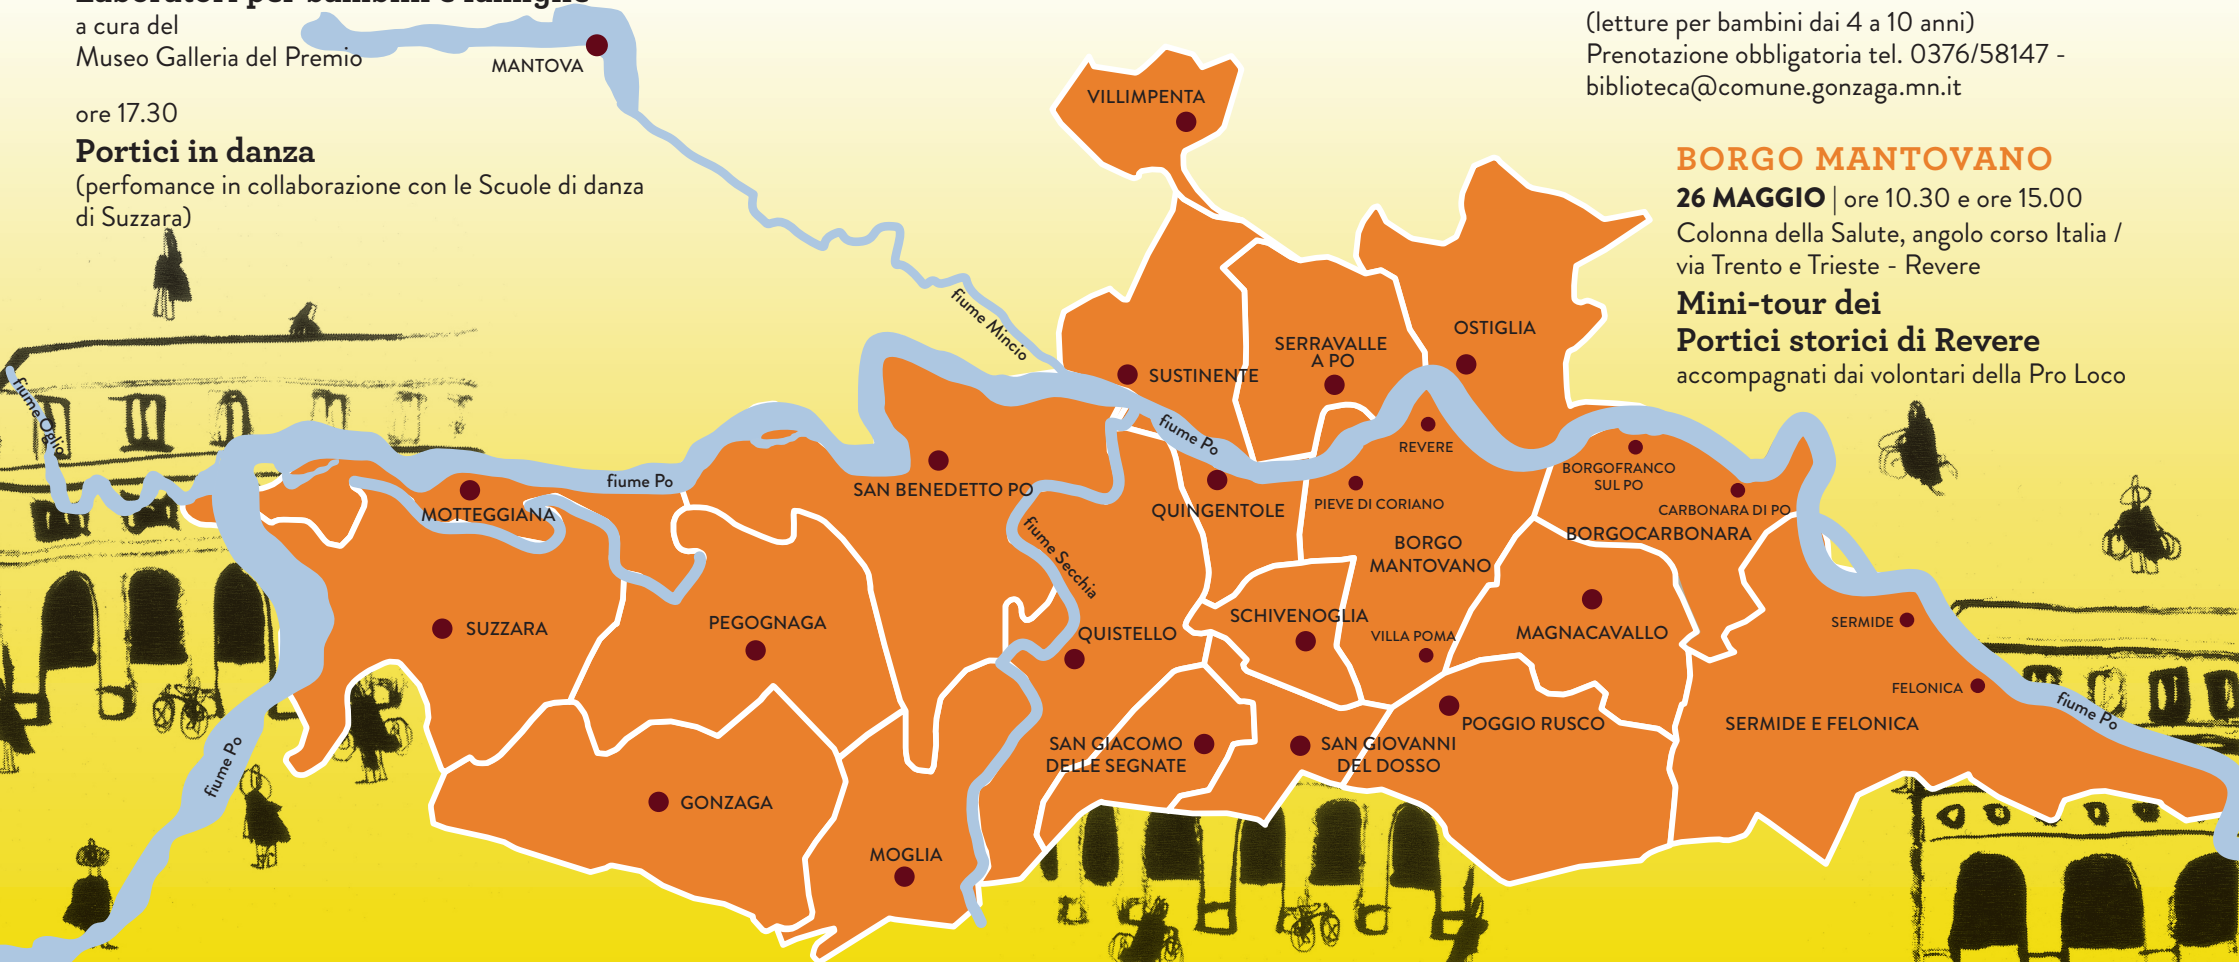 Laboratori per bambini e famiglie
a cura del
Museo Galleria del Premio
ore 17.30
Portici in danza
(perfomance in collaborazione con le Scuole di danza
di Suzzara)
(letture per bambini dai 4 a 10 anni)
Prenotazione obbligatoria tel. 0376/58147 -
biblioteca@comune.gonzaga.mn.it
BORGO MANTOVANO
26 MAGGIO | ore 10.30 e ore 15.00
Colonna della Salute, angolo corso Italia /
via Trento e Trieste - Revere
Mini-tour dei
Portici storici di Revere
accompagnati dai volontari della Pro Loco
MANTOVA
VILLIMPENTA
fiume Mincio
OSTIGLIA
SERRAVALLE
A PO
SUSTINENTE
fiume Oglio
fiume Po
REVERE
BORGOFRANCO
SUL PO
fiume Po
SAN BENEDETTO PO
MOTTEGGIANA
QUINGENTOLE
PIEVE DI CORIANO
CARBONARA DI PO
BORGOCARBONARA
BORGO
MANTOVANO
fiume Secchia
SUZZARA
PEGOGNAGA
QUISTELLO
SCHIVENOGLIA
VILLA POMA
MAGNACAVALLO
SERMIDE
FELONICA
fiume Po
POGGIO RUSCO
SERMIDE E FELONICA
SAN GIACOMO
DELLE SEGNATE
SAN GIOVANNI
DEL DOSSO
fiume Po
GONZAGA
MOGLIA